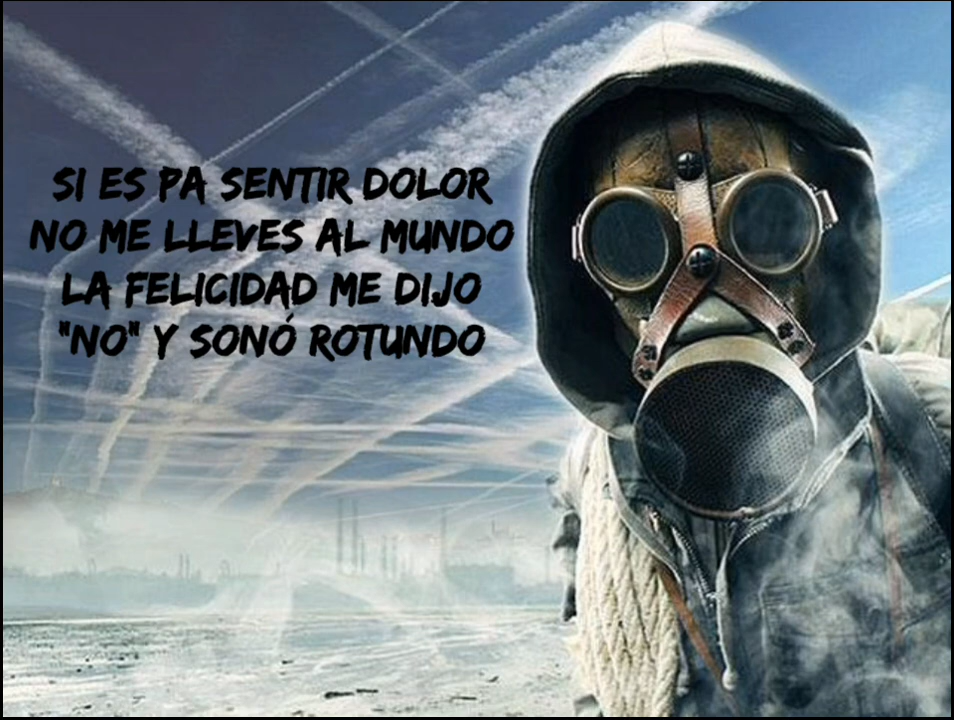 SI ES PA SENTIR DOLOR
NO ME LLEVES AL MUNDO
LA FELICIDAD ME DIJO
"NO" Y SONÓ ROTUNDO